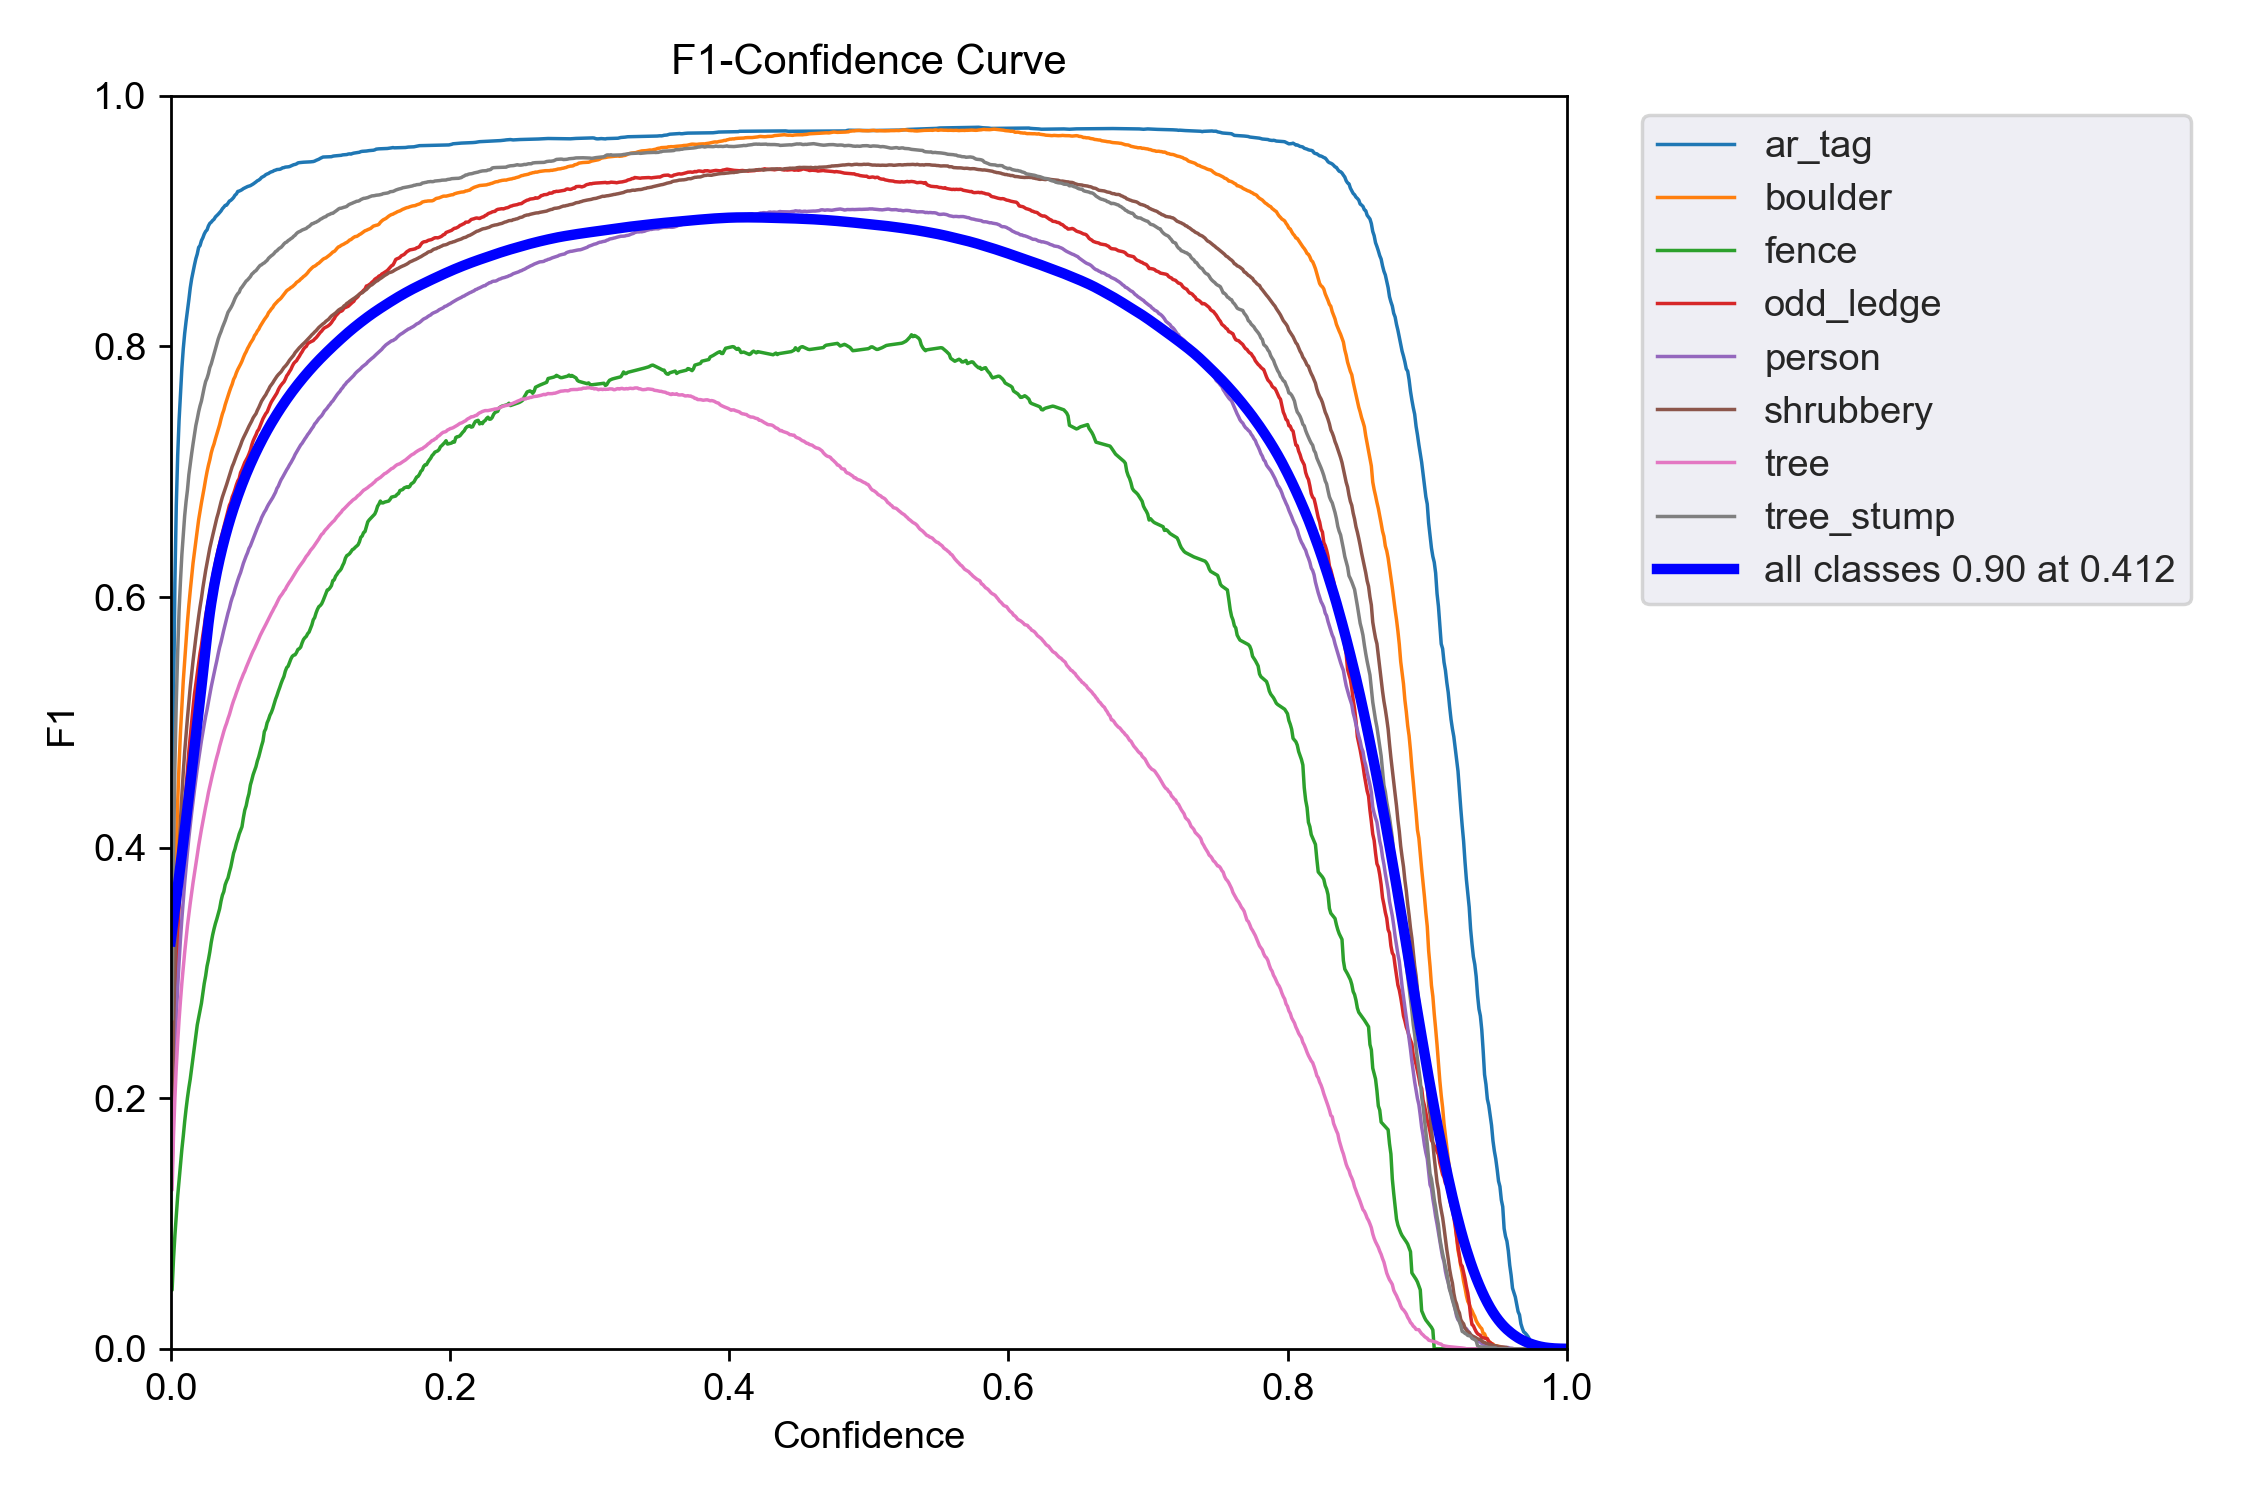 F1-Confidence Curve
1.0
0.8
0.6
0.4
0.2
0.0
F1
0.0 0.2 0.4 0.6 0.8 1.0
Confidence
ar_tag
boulder
fence
odd_ledge
person
shrubbery
tree
tree_stump
all classes 0.90 at 0.412